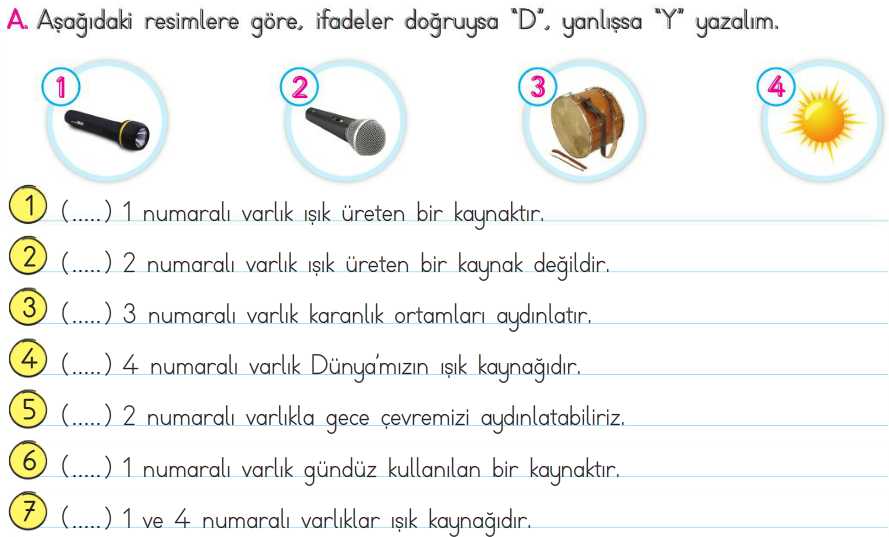 A. Aşağıdaki resimlere göre, ifadeler doğruysa "D", yanlışsa "Y" yazalım.
1 2 3 4
1 (.....) 1 numaralı varlık ışık üreten bir kaynaktır.
2 (.....) 2 numaralı varlık ışık üreten bir kaynak değildir.
3 (.....) 3 numaralı varlık karanlık ortamları aydınlatır.
4 (.....) 4 numaralı varlık Dünya'mızın ışık kaynağıdır.
5 (.....) 2 numaralı varlıkla gece çevremizi aydınlatabiliriz.
6 (.....) 1 numaralı varlık gündüz kullanılan bir kaynaktır.
7 (.....) 1 ve 4 numaralı varlıklar ışık kaynağıdır.